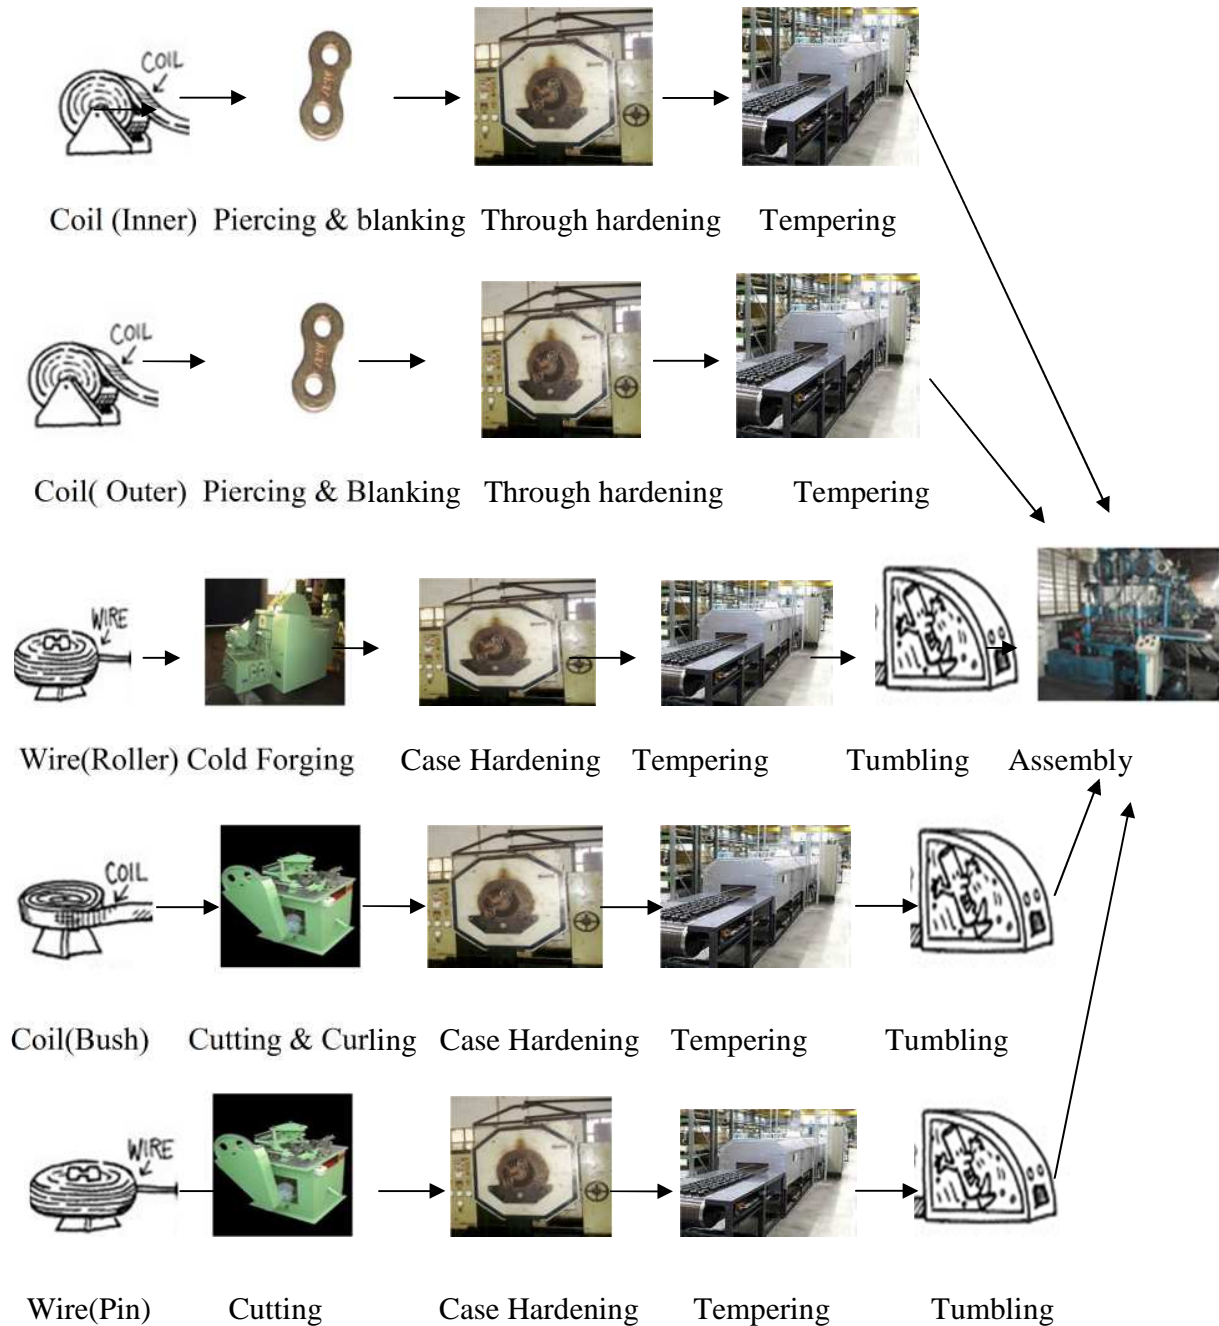 COIL
Coil (Inner) Piercing & blanking Through hardening Tempering
COIL
Coil( Outer) Piercing & Blanking Through hardening Tempering
WIRE
Wire(Roller) Cold Forging Case Hardening Tempering Tumbling Assembly
COIL
Coil(Bush) Cutting & Curling Case Hardening Tempering Tumbling
WIRE
Wire(Pin) Cutting Case Hardening Tempering Tumbling